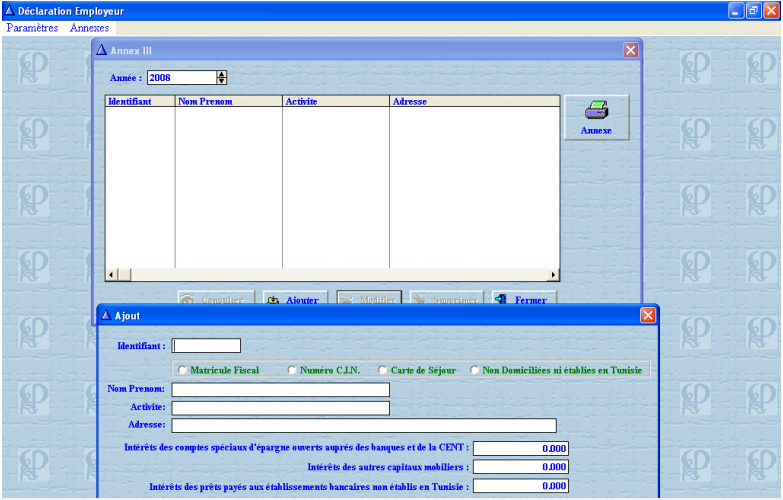 Déclaration Employeur
Paramètres Annexes
Annex III
Année : 2008
Identifiant Nom Prenom Activite Adresse
Annexe
Consulter Ajouter Modifier Supprimer Fermer
Ajout
Identifiant :
Matricule Fiscal Numéro C.I.N. Carte de Séjour Non Domiciliées ni établies en Tunisie
Nom Prenom:
Activite:
Adresse:
Intérêts des comptes spéciaux d'épargne ouverts auprés des banques et de la CENT : 0.000
Intérêts des autres capitaux mobiliers : 0.000
Intérêts des prêts payés aux établissements bancaires non établis en Tunisie : 0.000